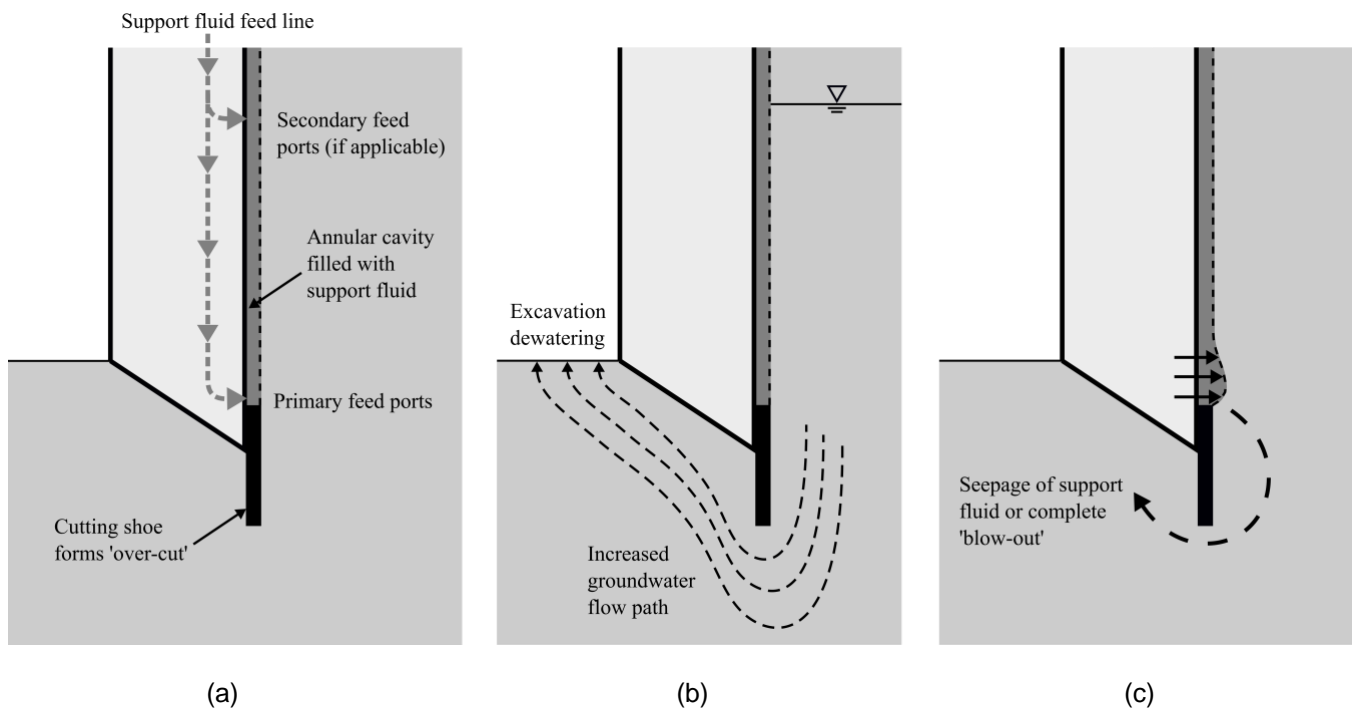 Support fluid feed line
Secondary feed
ports (if applicable)
Annular cavity
filled with
support fluid
Primary feed ports
Cutting shoe
forms 'over-cut'
(a)
Excavation
dewatering
Increased
groundwater
flow path
(b)
Seepage of support
fluid or complete
'blow-out'
(c)